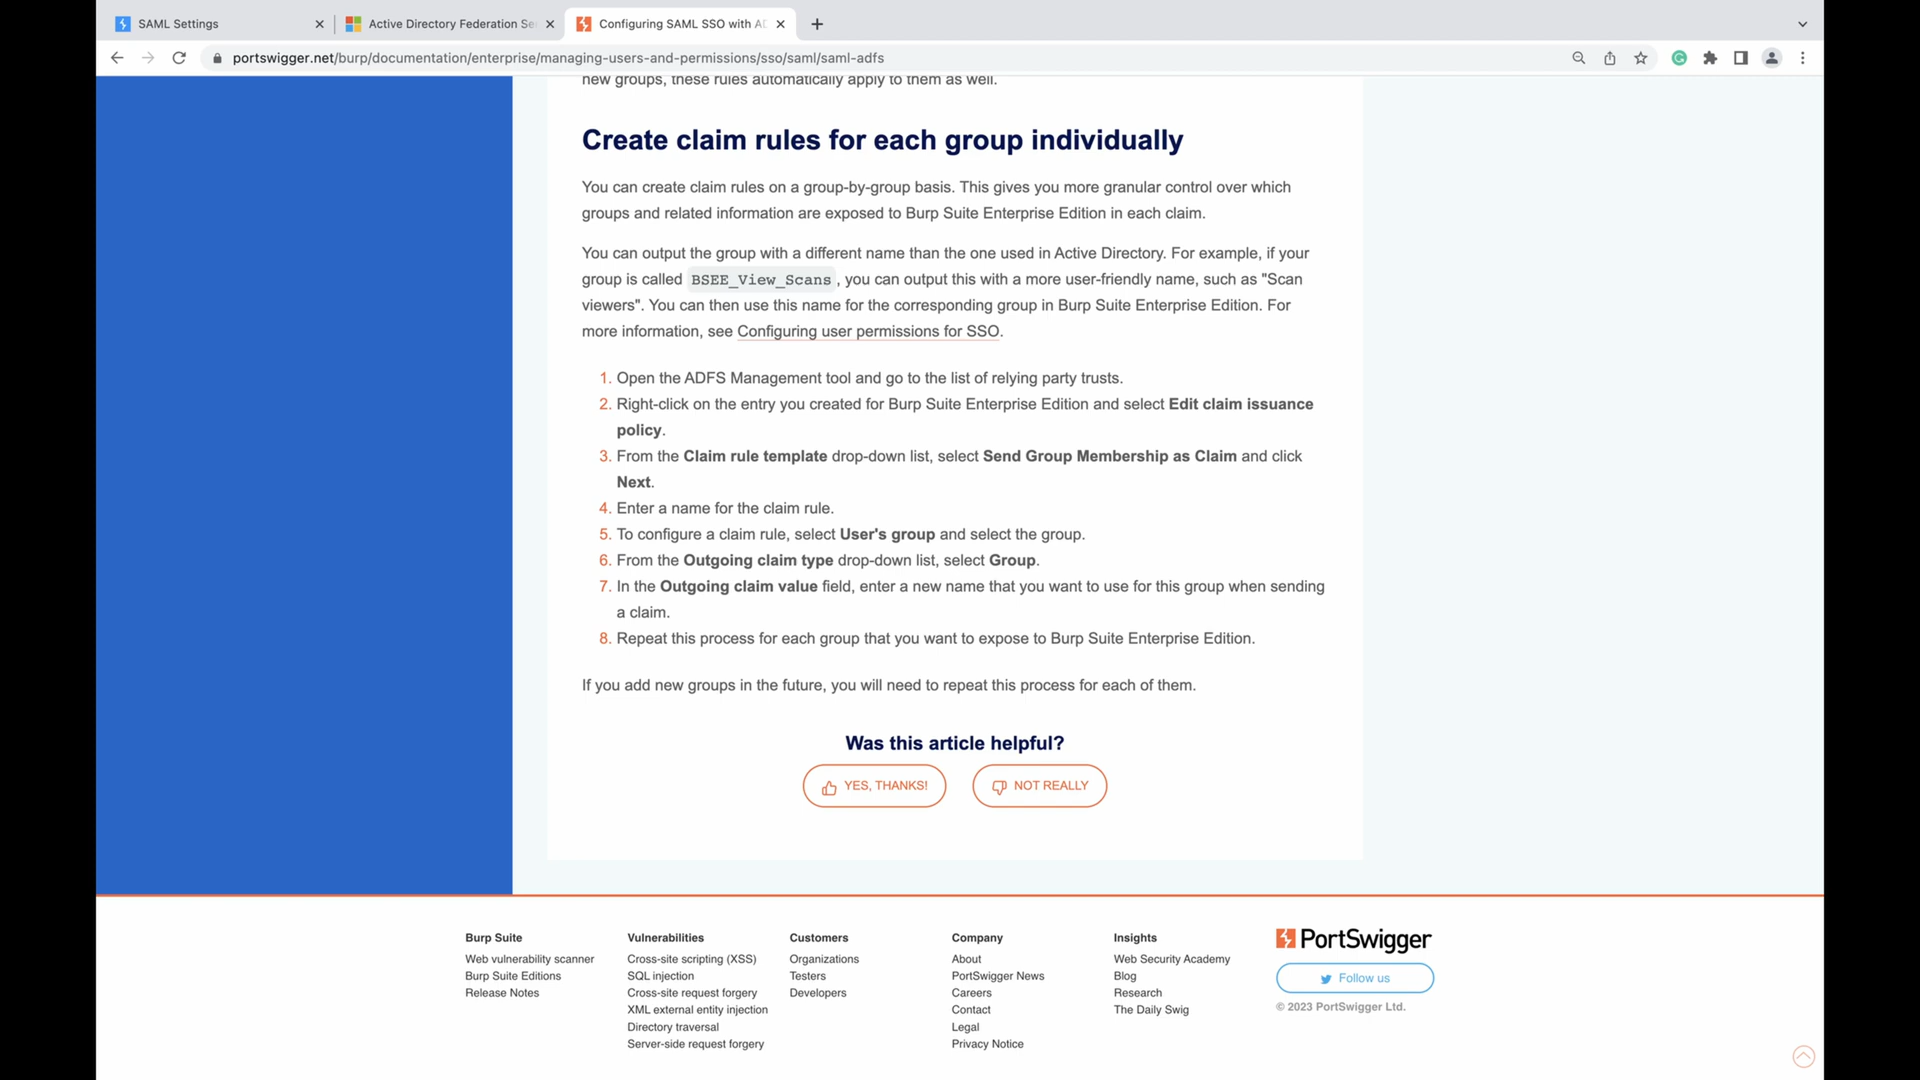 SAML Settings
Active Directory Federation Se
Configuring SAML SSO with AD
portswigger.net/burp/documentation/enterprise/managing-users-and-permissions/sso/saml/saml-adfs
new groups, these rules automatically apply to them as well.
Create claim rules for each group individually
You can create claim rules on a group-by-group basis. This gives you more granular control over which
groups and related information are exposed to Burp Suite Enterprise Edition in each claim.
You can output the group with a different name than the one used in Active Directory. For example, if your
group is called BSEE_View_Scans, you can output this with a more user-friendly name, such as "Scan
viewers". You can then use this name for the corresponding group in Burp Suite Enterprise Edition. For
more information, see Configuring user permissions for SSO.
1. Open the ADFS Management tool and go to the list of relying party trusts.
2. Right-click on the entry you created for Burp Suite Enterprise Edition and select Edit claim issuance
policy.
3. From the Claim rule template drop-down list, select Send Group Membership as Claim and click
Next.
4. Enter a name for the claim rule.
5. To configure a claim rule, select User's group and select the group.
6. From the Outgoing claim type drop-down list, select Group.
7. In the Outgoing claim value field, enter a new name that you want to use for this group when sending
a claim.
8. Repeat this process for each group that you want to expose to Burp Suite Enterprise Edition.
If you add new groups in the future, you will need to repeat this process for each of them.
Was this article helpful?
YES, THANKS!
NOT REALLY
Burp Suite
Web vulnerability scanner
Burp Suite Editions
Release Notes
Vulnerabilities
Cross-site scripting (XSS)
SQL injection
Cross-site request forgery
XML external entity injection
Directory traversal
Server-side request forgery
Customers
Organizations
Testers
Developers
Company
About
PortSwigger News
Careers
Contact
Legal
Privacy Notice
Insights
Web Security Academy
Blog
Research
The Daily Swig
PortSwigger
Follow us
© 2023 PortSwigger Ltd.